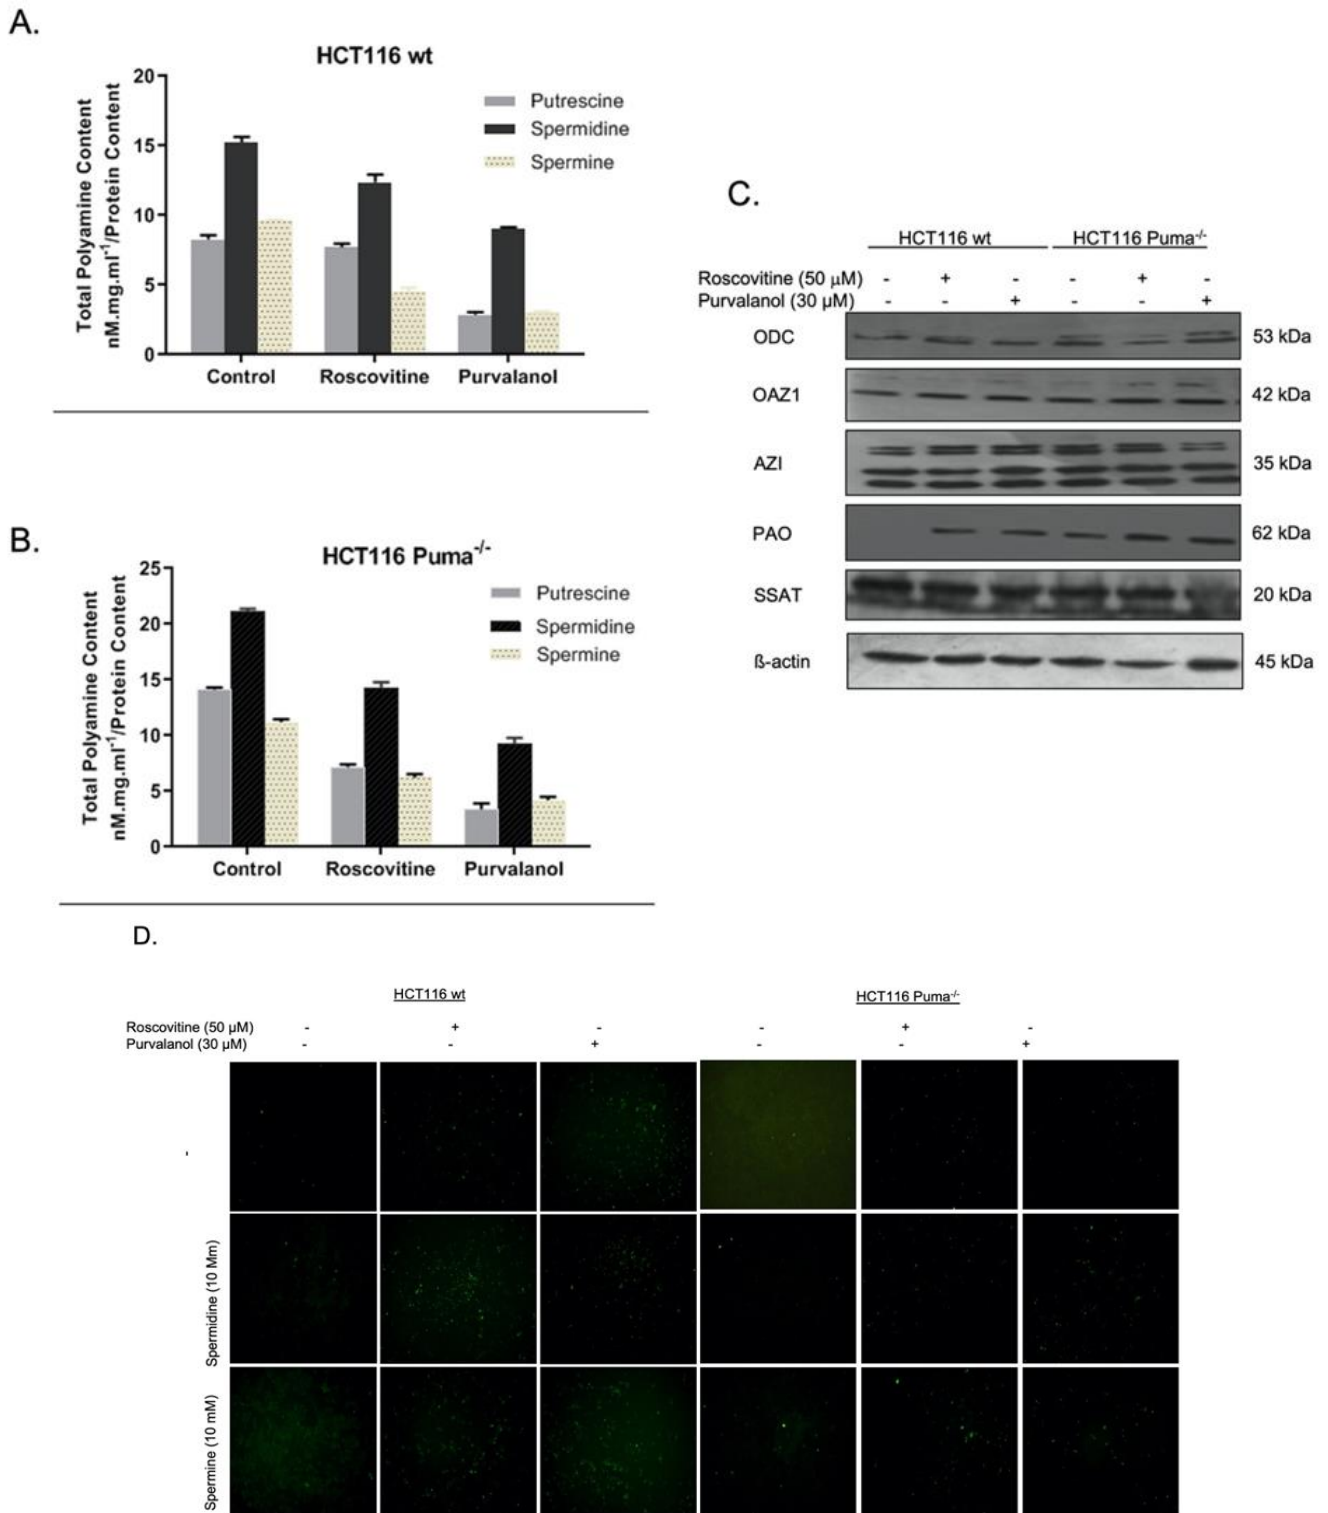 A.
HCT116 wt
Total Polyamine Content
nM.mg.ml⁻¹/Protein Content
20
15
10
5
0
Putrescine
Spermidine
Spermine
Control Roscovitine Purvalanol
B.
HCT116 Puma⁻/⁻
Total Polyamine Content
nM.mg.ml⁻¹/Protein Content
25
20
15
10
5
0
Putrescine
Spermidine
Spermine
Control Roscovitine Purvalanol
C.
HCT116 wt HCT116 Puma⁻/⁻
Roscovitine (50 µM) - + - - + -
Purvalanol (30 µM) - - + - - +
ODC 53 kDa
OAZ1 42 kDa
AZI 35 kDa
PAO 62 kDa
SSAT 20 kDa
ß-actin 45 kDa
D.
HCT116 wt HCT116 Puma⁻/⁻
Roscovitine (50 µM) - + - - + -
Purvalanol (30 µM) - - + - - +
-
Spermidine (10 Mm)
Spermine (10 mM)